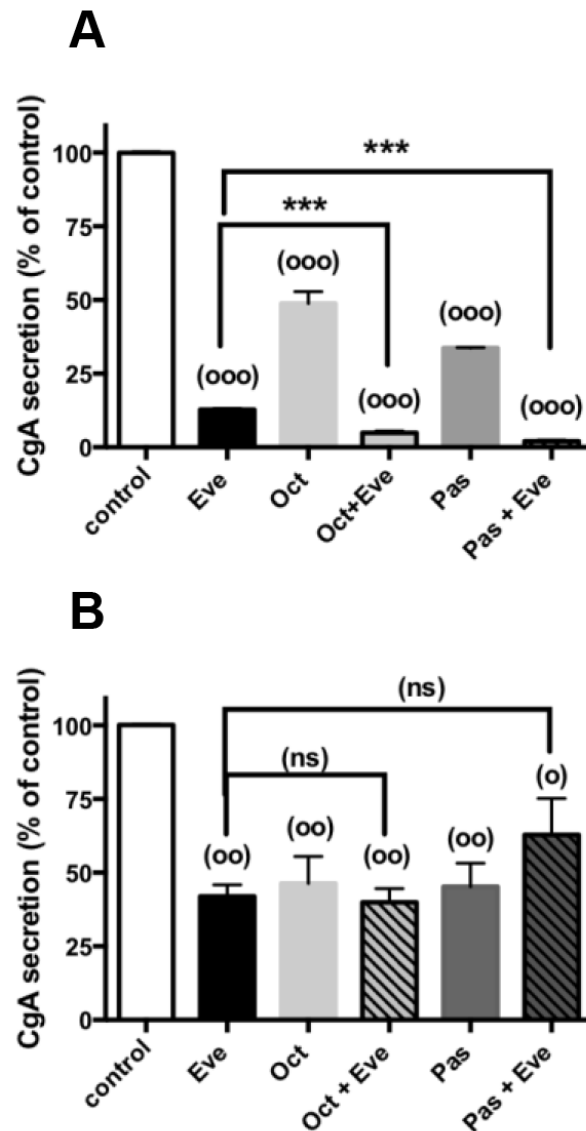 A
CgA secretion (% of control)
100
75
50
25
0
***
***
(ooo)
(ooo)
(ooo)
(ooo)
(ooo)
control
Eve
Oct
Oct+Eve
Pas
Pas + Eve
B
CgA secretion (% of control)
100
75
50
25
0
(ns)
(ns)
(o)
(oo)
(oo)
(oo)
(oo)
control
Eve
Oct
Oct + Eve
Pas
Pas + Eve